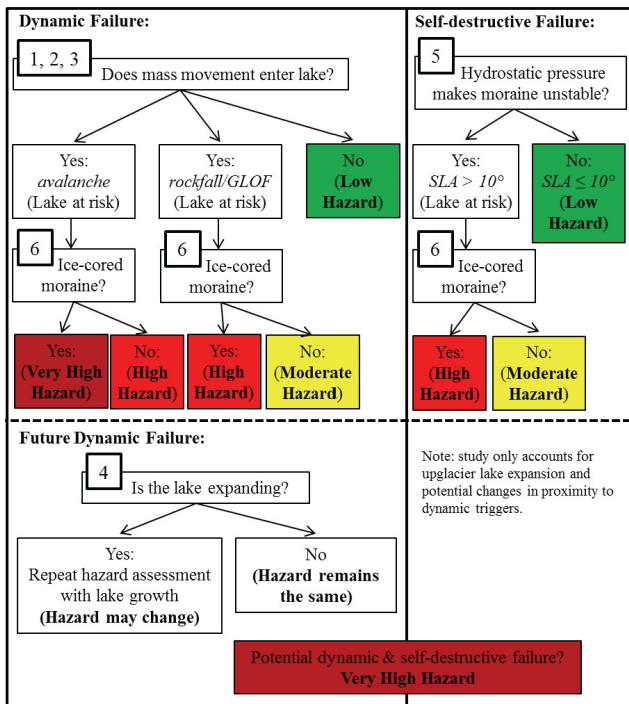 Dynamic Failure:
1, 2, 3
Does mass movement enter lake?
Yes:
avalanche
(Lake at risk)
Yes:
rockfall/GLOF
(Lake at risk)
No
(Low
Hazard)
6
Ice-cored
moraine?
6
Ice-cored
moraine?
Yes:
(Very High
Hazard)
No:
(High
Hazard)
Yes:
(High
Hazard)
No:
(Moderate
Hazard)
Self-destructive Failure:
5
Hydrostatic pressure
makes moraine unstable?
Yes:
SLA > 10°
(Lake at risk)
No:
SLA ≤ 10°
(Low
Hazard)
6
Ice-cored
moraine?
Yes:
(High
Hazard)
No:
(Moderate
Hazard)
Future Dynamic Failure:
4
Is the lake expanding?
Yes:
Repeat hazard assessment
with lake growth
(Hazard may change)
No
(Hazard remains
the same)
Note: study only accounts for
upglacier lake expansion and
potential changes in proximity to
dynamic triggers.
Potential dynamic & self-destructive failure?
Very High Hazard